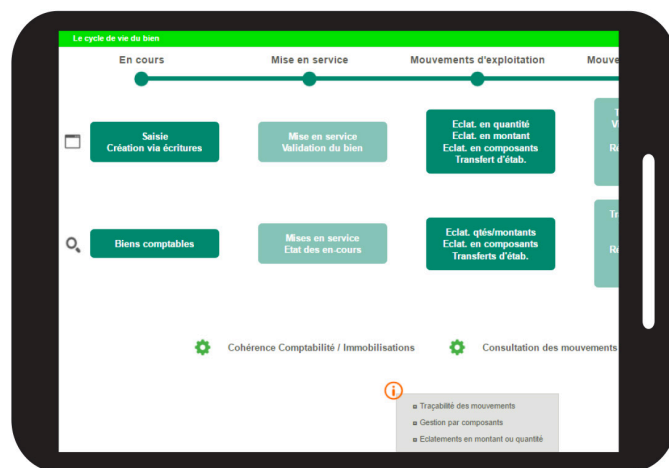 Le cycle de vie du bien
En cours
Mise en service
Mouvements d'exploitation
Saisie
Création via écritures
Mise en service
Validation du bien
Eclat. en quantité
Eclat. en montant
Eclat. en composants
Transfert d'étab.
Biens comptables
Mises en service
Etat des en-cours
Eclat. qtés/montants
Eclat. en composants
Transferts d'étab.
Cohérence Comptabilité / Immobilisations
Consultation des mouvements
Traçabilité des mouvements
Gestion par composants
Eclatements en montant ou quantité